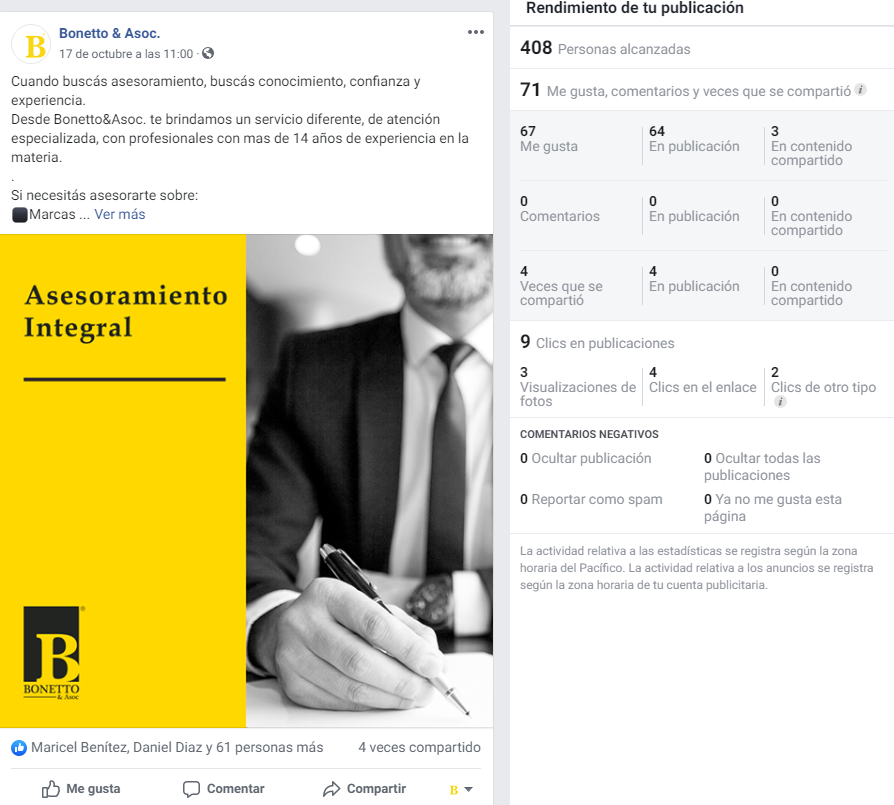 Bonetto & Asoc.
17 de octubre a las 11:00 ·
Cuando buscás asesoramiento, buscás conocimiento, confianza y
experiencia.
Desde Bonetto&Asoc. te brindamos un servicio diferente, de atención
especializada, con profesionales con mas de 14 años de experiencia en la
materia.
.
Si necesitás asesorarte sobre:
Marcas ... Ver más
Asesoramiento
Integral
B
BONETTO
& Asoc
Maricel Benítez, Daniel Diaz y 61 personas más
4 veces compartido
Me gusta
Comentar
Compartir
Rendimiento de tu publicación
408 Personas alcanzadas
71 Me gusta, comentarios y veces que se compartió
67
Me gusta
64
En publicación
3
En contenido
compartido
0
Comentarios
0
En publicación
0
En contenido
compartido
4
Veces que se
compartió
4
En publicación
0
En contenido
compartido
9 Clics en publicaciones
3
Visualizaciones de
fotos
4
Clics en el enlace
2
Clics de otro tipo
COMENTARIOS NEGATIVOS
0 Ocultar publicación
0 Ocultar todas las
publicaciones
0 Reportar como spam
0 Ya no me gusta esta
página
La actividad relativa a las estadísticas se registra según la zona
horaria del Pacífico. La actividad relativa a los anuncios se registra
según la zona horaria de tu cuenta publicitaria.